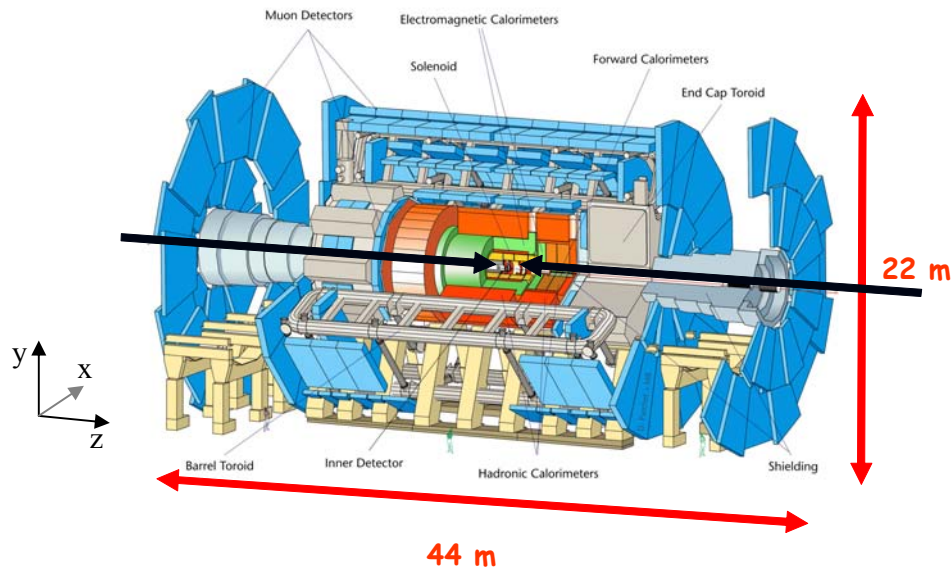 Muon Detectors
Electromagnetic Calorimeters
Solenoid
Forward Calorimeters
End Cap Toroid
22 m
y
x
z
Barrel Toroid
Inner Detector
Hadronic Calorimeters
Shielding
44 m